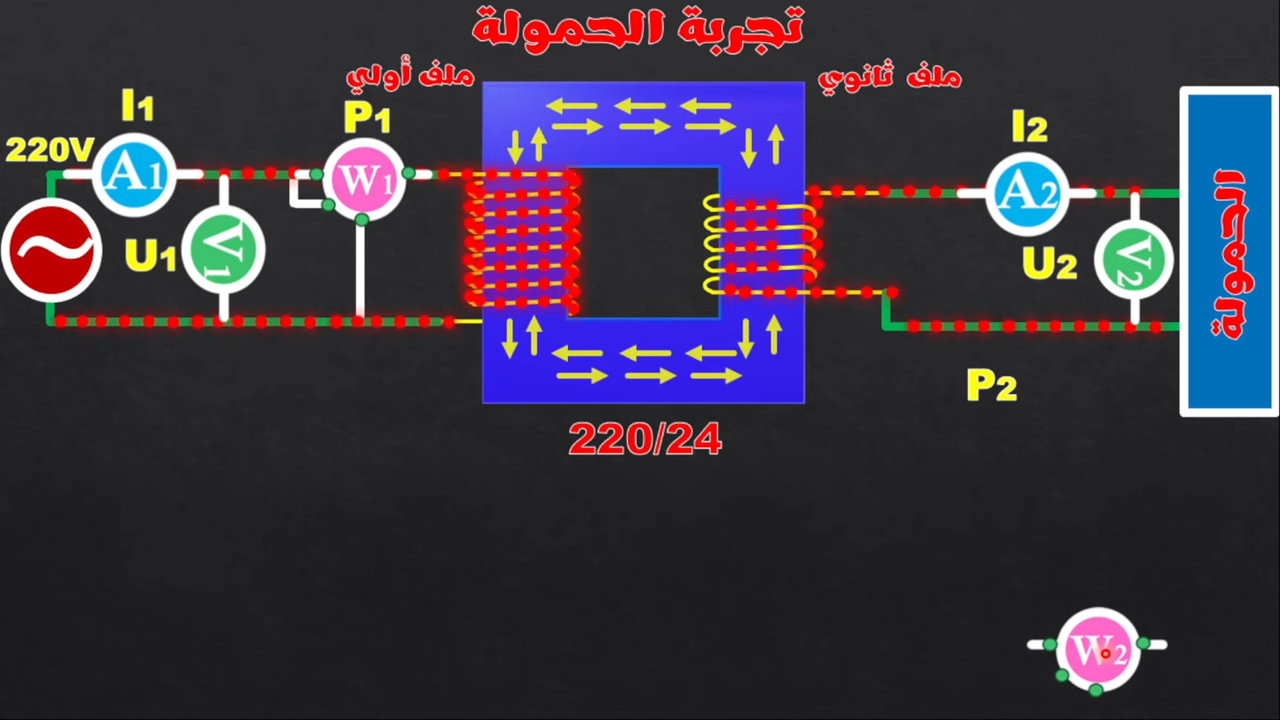 تجربة الحمولة
ملف أولي
ملف ثانوي
I1
P1
I2
220V
A1
W1
A2
U1
V1
U2
V2
الحمولة
P2
220/24
W2